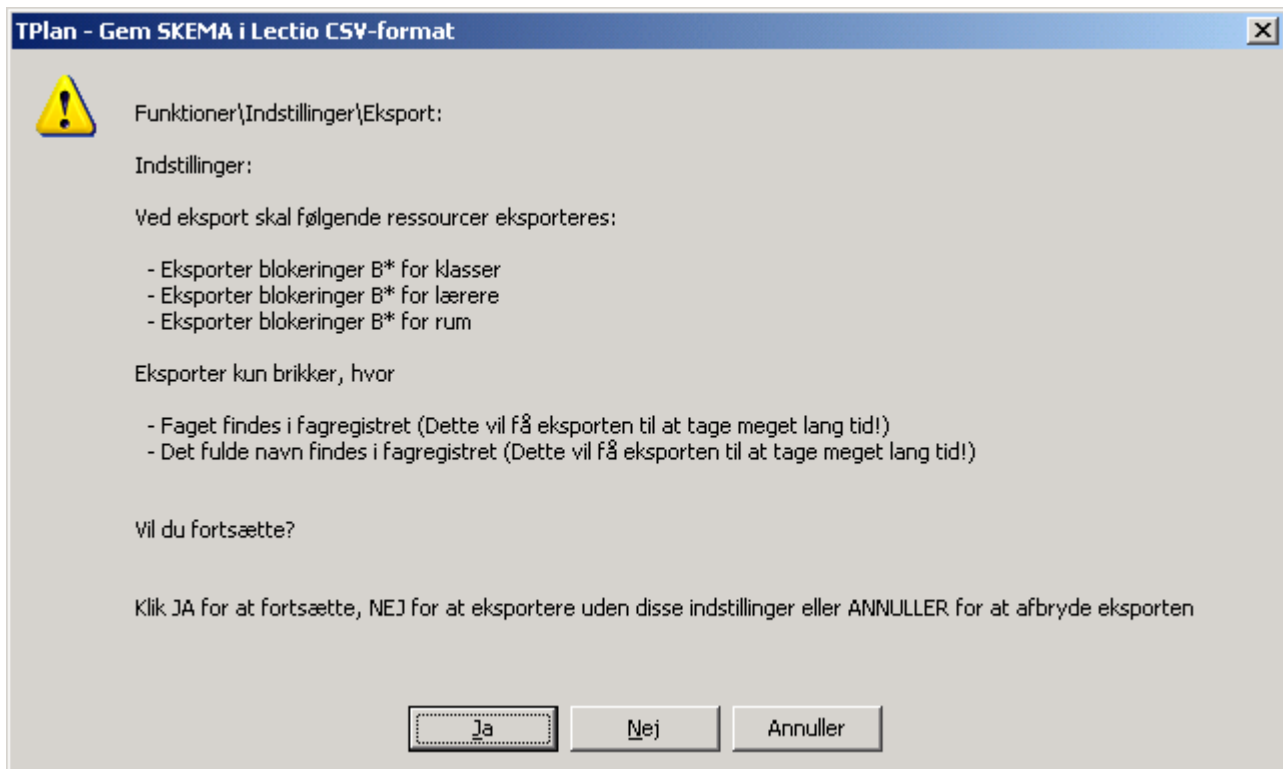 TPlan - Gem SKEMA i Lectio CSV-format
Funktioner\Indstillinger\Eksport:
Indstillinger:
Ved eksport skal følgende ressourcer eksporteres:
- Eksporter blokeringer B* for klasser
- Eksporter blokeringer B* for lærere
- Eksporter blokeringer B* for rum
Eksporter kun brikker, hvor
- Faget findes i fagregistret (Dette vil få eksporten til at tage meget lang tid!)
- Det fulde navn findes i fagregistret (Dette vil få eksporten til at tage meget lang tid!)
Vil du fortsætte?
Klik JA for at fortsætte, NEJ for at eksportere uden disse indstillinger eller ANNULLER for at afbryde eksporten
Ja Nej Annuller